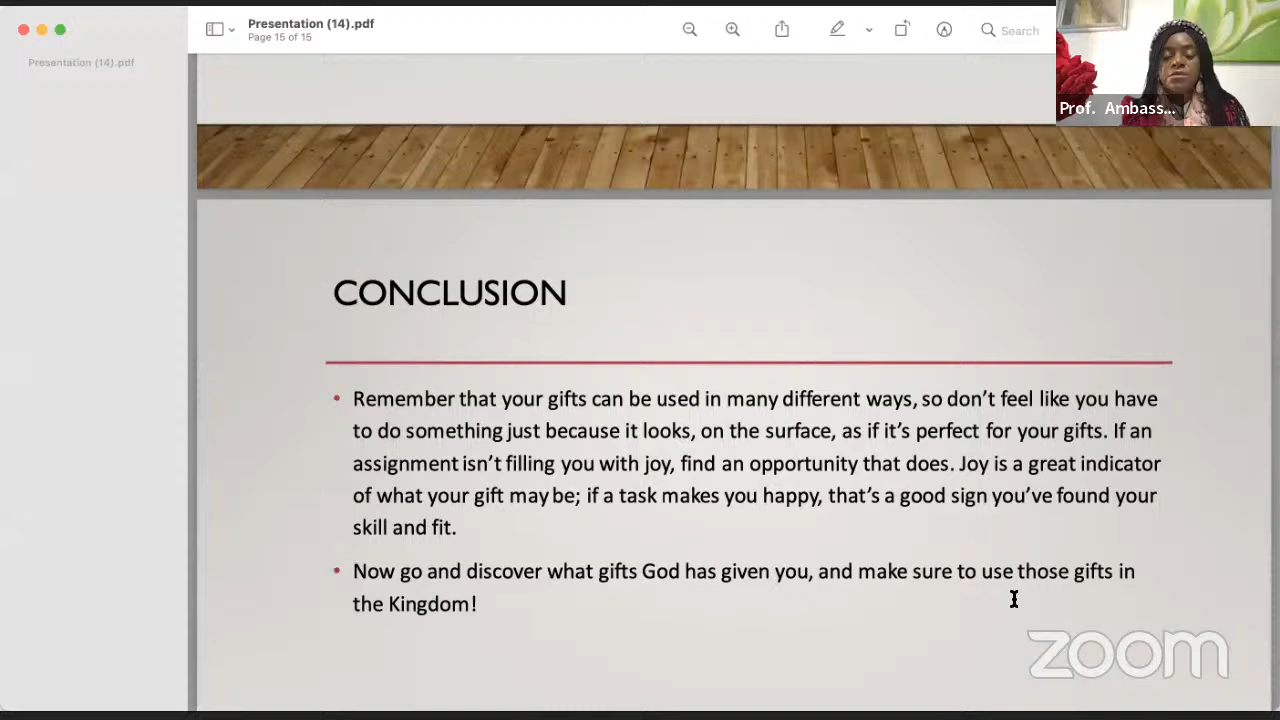 Presentation (14).pdf
Page 15 of 15
Search
Presentation (14).pdf
Prof. Ambass...
CONCLUSION
• Remember that your gifts can be used in many different ways, so don’t feel like you have
to do something just because it looks, on the surface, as if it’s perfect for your gifts. If an
assignment isn’t filling you with joy, find an opportunity that does. Joy is a great indicator
of what your gift may be; if a task makes you happy, that’s a good sign you’ve found your
skill and fit.
• Now go and discover what gifts God has given you, and make sure to use those gifts in
the Kingdom!
zoom